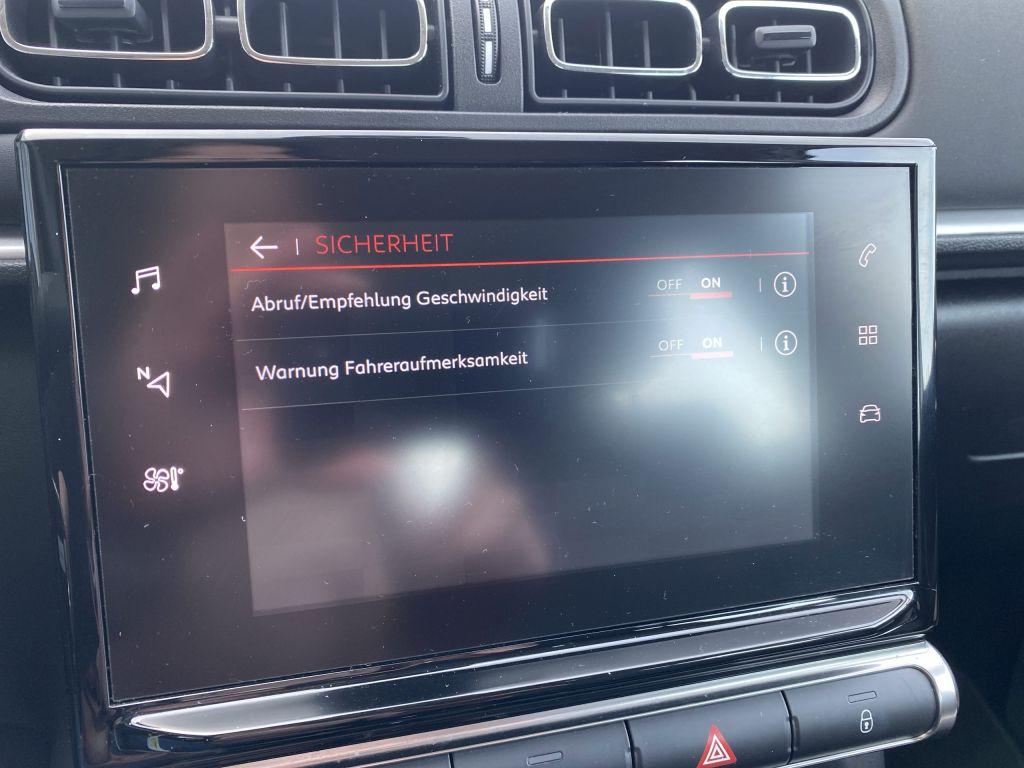 SICHERHEIT
Abruf/Empfehlung Geschwindigkeit OFF ON
Warnung Fahreraufmerksamkeit OFF ON
N